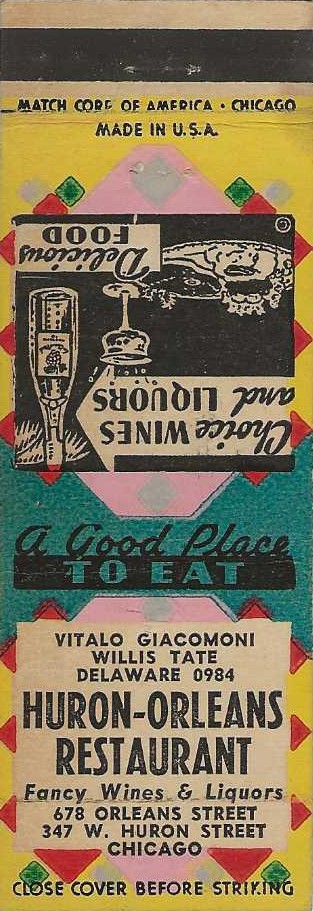 MATCH CORP. OF AMERICA • CHICAGO
MADE IN U.S.A.
Choice WINES
and LIQUORS
Delicious
FOOD
©
A Good Place
TO EAT
VITALO GIACOMONI
WILLIS TATE
DELAWARE 0984
HURON-ORLEANS
RESTAURANT
Fancy Wines & Liquors
678 ORLEANS STREET
347 W. HURON STREET
CHICAGO
CLOSE COVER BEFORE STRIKING